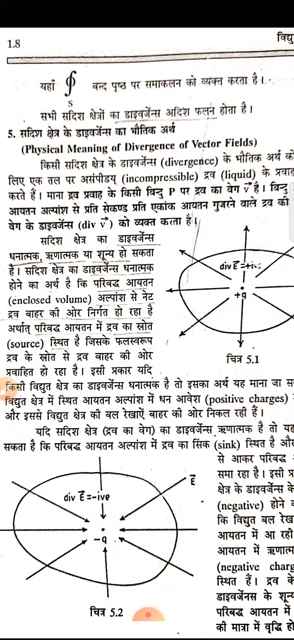 1.8
विद्यु
यहाँ ∮ बन्द पृष्ठ पर समाकलन को व्यक्त करता है।
S
सभी सदिश क्षेत्रों का डाइवर्जेन्स अदिश फलन होता है।
5. सदिश क्षेत्र के डाइवर्जेन्स का भौतिक अर्थ
(Physical Meaning of Divergence of Vector Fields)
किसी सदिश क्षेत्र के डाइवर्जेन्स (divergence) के भौतिक अर्थ को
लिए एक तल पर असंपीडय (incompressible) द्रव (liquid) के प्रवाह
करते हैं। माना द्रव प्रवाह के किसी बिन्दु P पर द्रव का वेग v⃗ है। बिन्दु
आयतन अल्पांश से प्रति सेकण्ड प्रति एकांक आयतन गुजरने वाले द्रव की
वेग के डाइवर्जेन्स (div v⃗) को व्यक्त करता है।
सदिश क्षेत्र का डाइवर्जेन्स
धनात्मक, ऋणात्मक या शून्य हो सकता
है। सदिश क्षेत्र का डाइवर्जेन्स धनात्मक
होने का अर्थ है कि परिबद्ध आयतन
(enclosed volume) अल्पांश से नेट
द्रव बाहर की ओर निर्गत हो रहा है
अर्थात् परिबद्ध आयतन में द्रव का स्रोत
(source) स्थित है जिसके फलस्वरूप
द्रव के स्रोत से द्रव बाहर की ओर
प्रवाहित हो रहा है। इसी प्रकार यदि
div E⃗=+ive
+q
चित्र 5.1
किसी विद्युत क्षेत्र का डाइवर्जेन्स धनात्मक है तो इसका अर्थ यह माना जा स
विद्युत क्षेत्र में स्थित आयतन अल्पांश में धन आवेश (positive charges)
और इससे विद्युत क्षेत्र की बल रेखाऐं बाहर की ओर निकल रही हैं।
यदि सदिश क्षेत्र (द्रव का वेग) का डाइवर्जेन्स ऋणात्मक है तो यह
सकता है कि परिबद्ध आयतन में द्रव का सिंक (sink) स्थित है और
div E⃗=-ive
E⃗
-q
चित्र 5.2
से आकर परिबद्ध
समा रहा है। इसी प्र
क्षेत्र के डाइवर्जेन्स के
(negative) होने क
कि विद्युत बल रेख
आयतन में आ रही
आयतन में ऋणात्म
(negative charg
स्थित हैं। द्रव के
डाइवर्जेनस के शून्य
परिबद्ध आयतन में
की मात्रा में वृद्धि हो